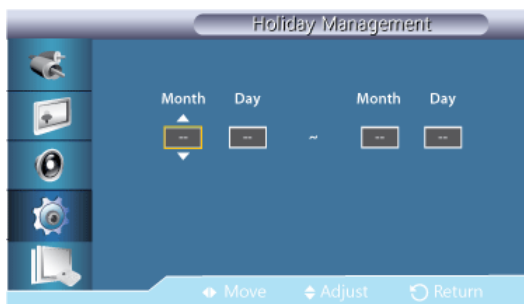 Holiday Management
Month Day Month Day
-- -- ~ -- --
Move Adjust Return